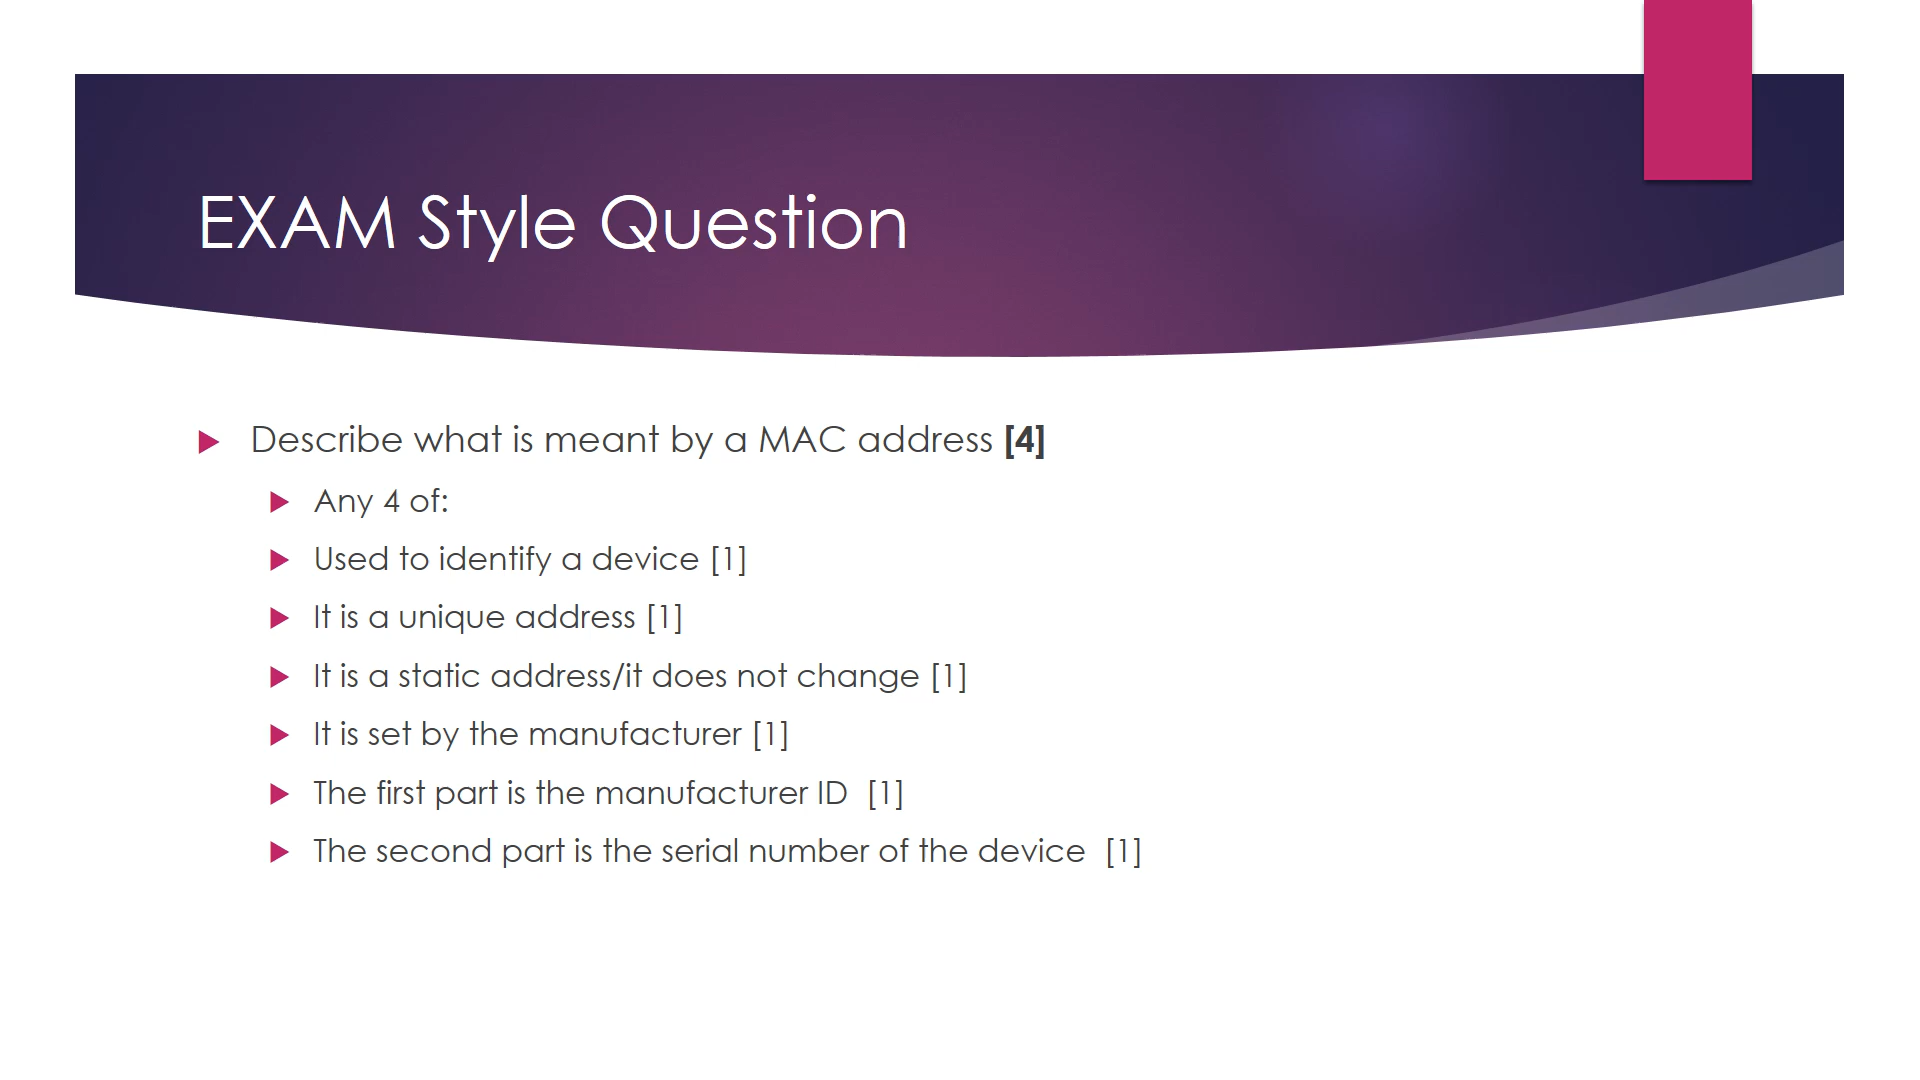 EXAM Style Question
Describe what is meant by a MAC address [4]
Any 4 of:
Used to identify a device [1]
It is a unique address [1]
It is a static address/it does not change [1]
It is set by the manufacturer [1]
The first part is the manufacturer ID  [1]
The second part is the serial number of the device  [1]